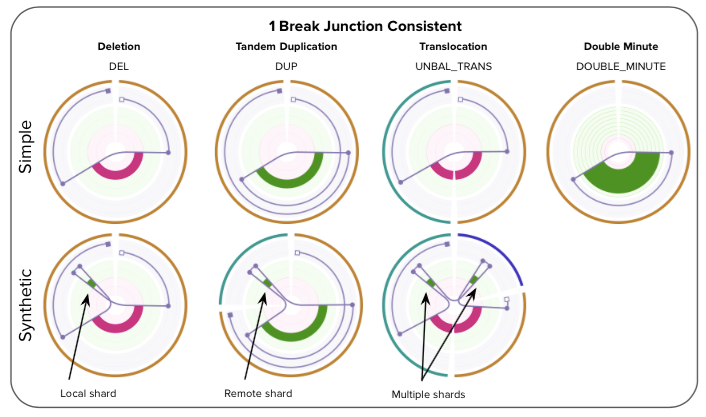 1 Break Junction Consistent
Deletion
Tandem Duplication
Translocation
Double Minute
DEL
DUP
UNBAL_TRANS
DOUBLE_MINUTE
Simple
Synthetic
Local shard
Remote shard
Multiple shards